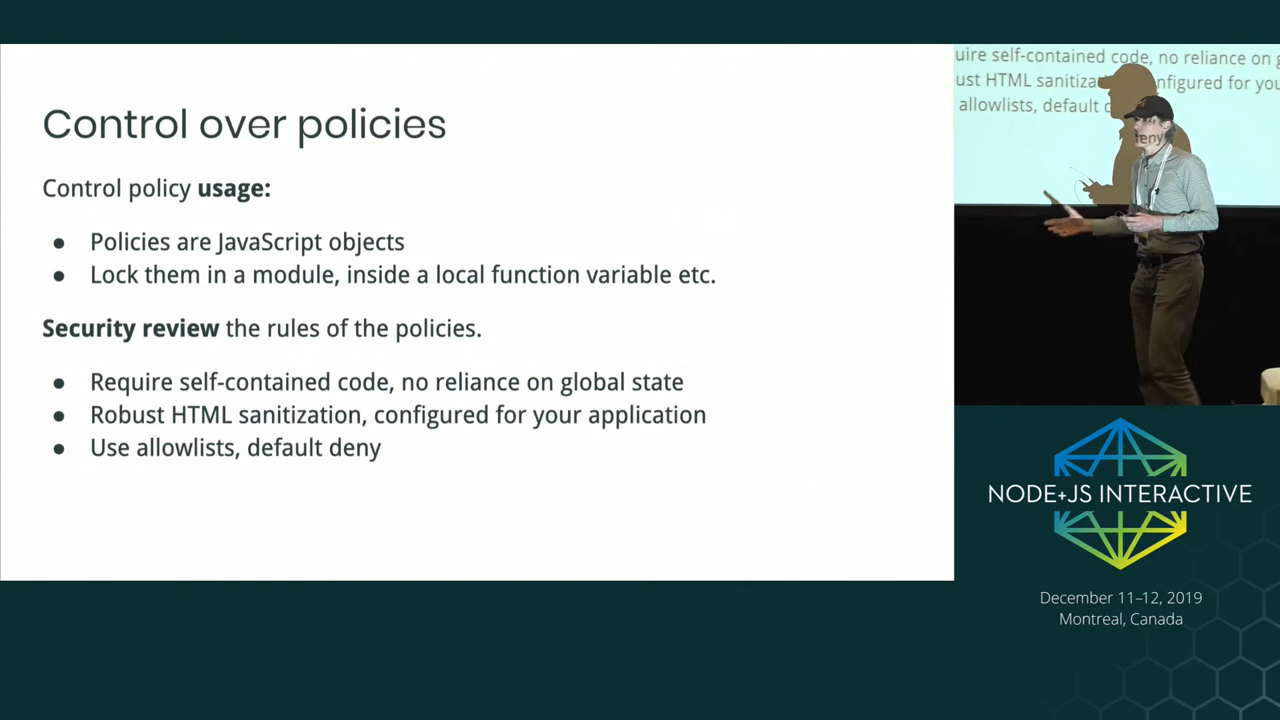 Control over policies
Control policy usage:
● Policies are JavaScript objects
● Lock them in a module, inside a local function variable etc.
Security review the rules of the policies.
● Require self-contained code, no reliance on global state
● Robust HTML sanitization, configured for your application
● Use allowlists, default deny
uire self-contained code, no reliance on g
ust HTML sanitiza nfigured for you
allowlists, default d
eny
NODE+JS INTERACTIVE
December 11–12, 2019
Montreal, Canada